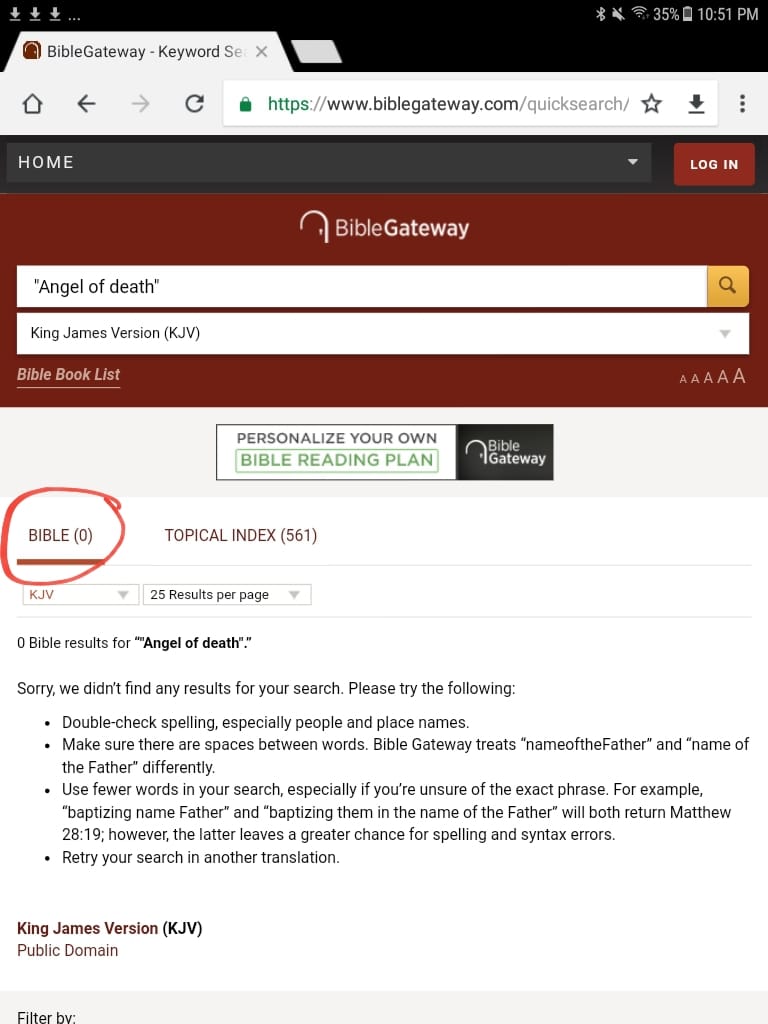 ... 35% 10:51 PM
BibleGateway - Keyword Se
https://www.biblegateway.com/quicksearch/
HOME
LOG IN
BibleGateway
"Angel of death"
King James Version (KJV)
Bible Book List
A A A A A
PERSONALIZE YOUR OWN
BIBLE READING PLAN
Bible
Gateway
BIBLE (0) TOPICAL INDEX (561)
KJV 25 Results per page
0 Bible results for “"Angel of death".”
Sorry, we didn’t find any results for your search. Please try the following:
• Double-check spelling, especially people and place names.
• Make sure there are spaces between words. Bible Gateway treats “nameoftheFather” and “name of
the Father” differently.
• Use fewer words in your search, especially if you’re unsure of the exact phrase. For example,
“baptizing name Father” and “baptizing them in the name of the Father” will both return Matthew
28:19; however, the latter leaves a greater chance for spelling and syntax errors.
• Retry your search in another translation.
King James Version (KJV)
Public Domain
Filter by: